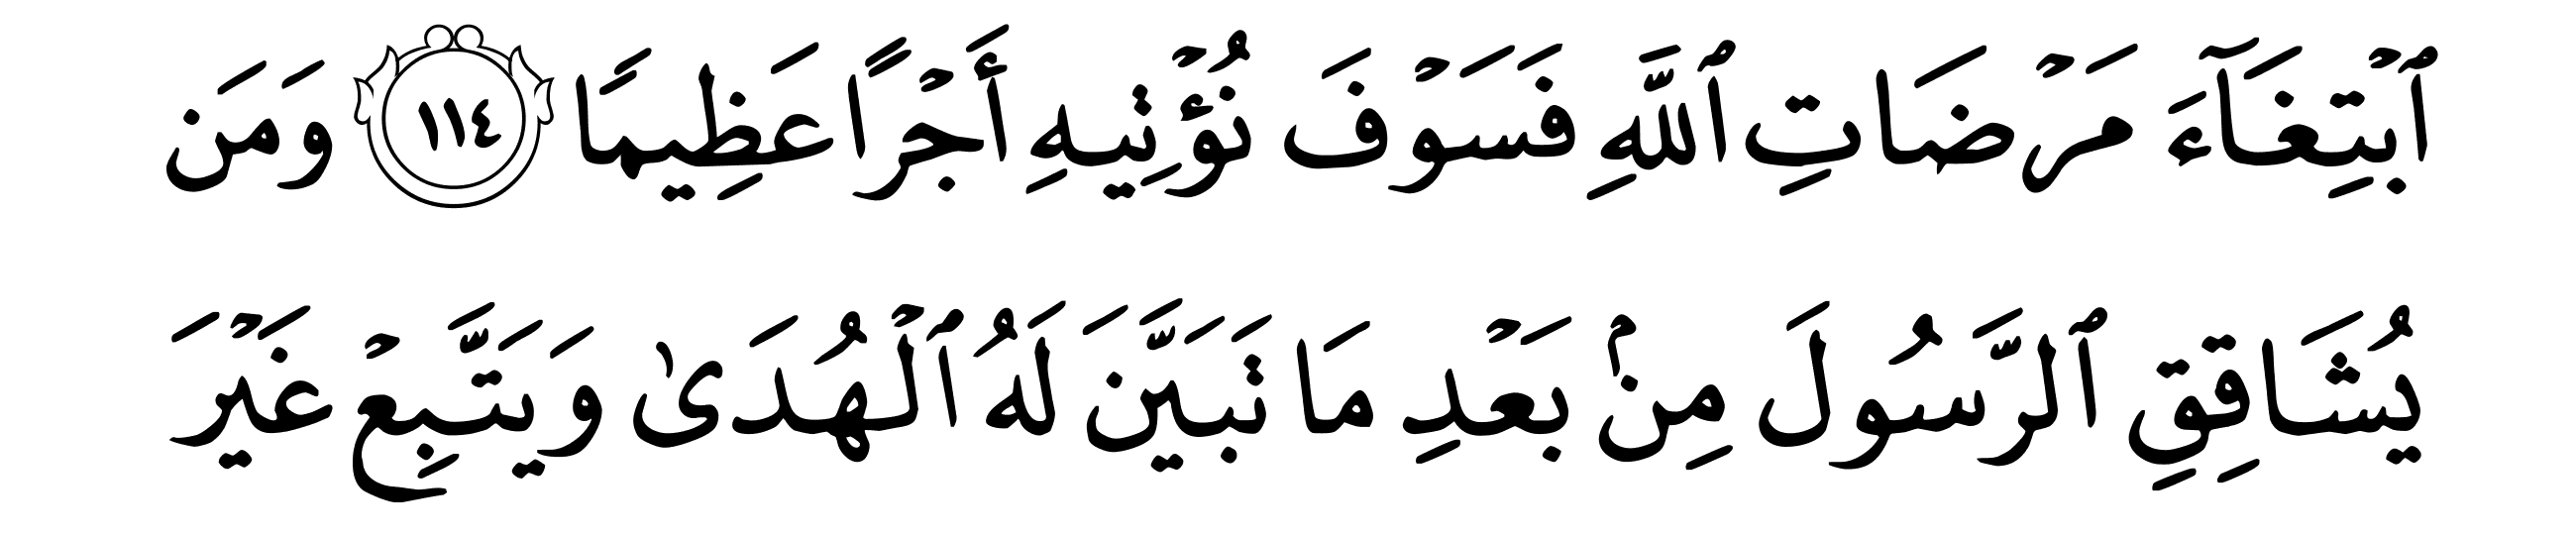 ٱبۡتِغَآءَ مَرۡضَاتِ ٱللَّهِ فَسَوۡفَ نُؤۡتِيهِ أَجۡرًا عَظِيمٗا ١١٤ وَمَن
يُشَاقِقِ ٱلرَّسُولَ مِنۢ بَعۡدِ مَا تَبَيَّنَ لَهُ ٱلۡهُدَىٰ وَيَتَّبِعۡ غَيۡرَ